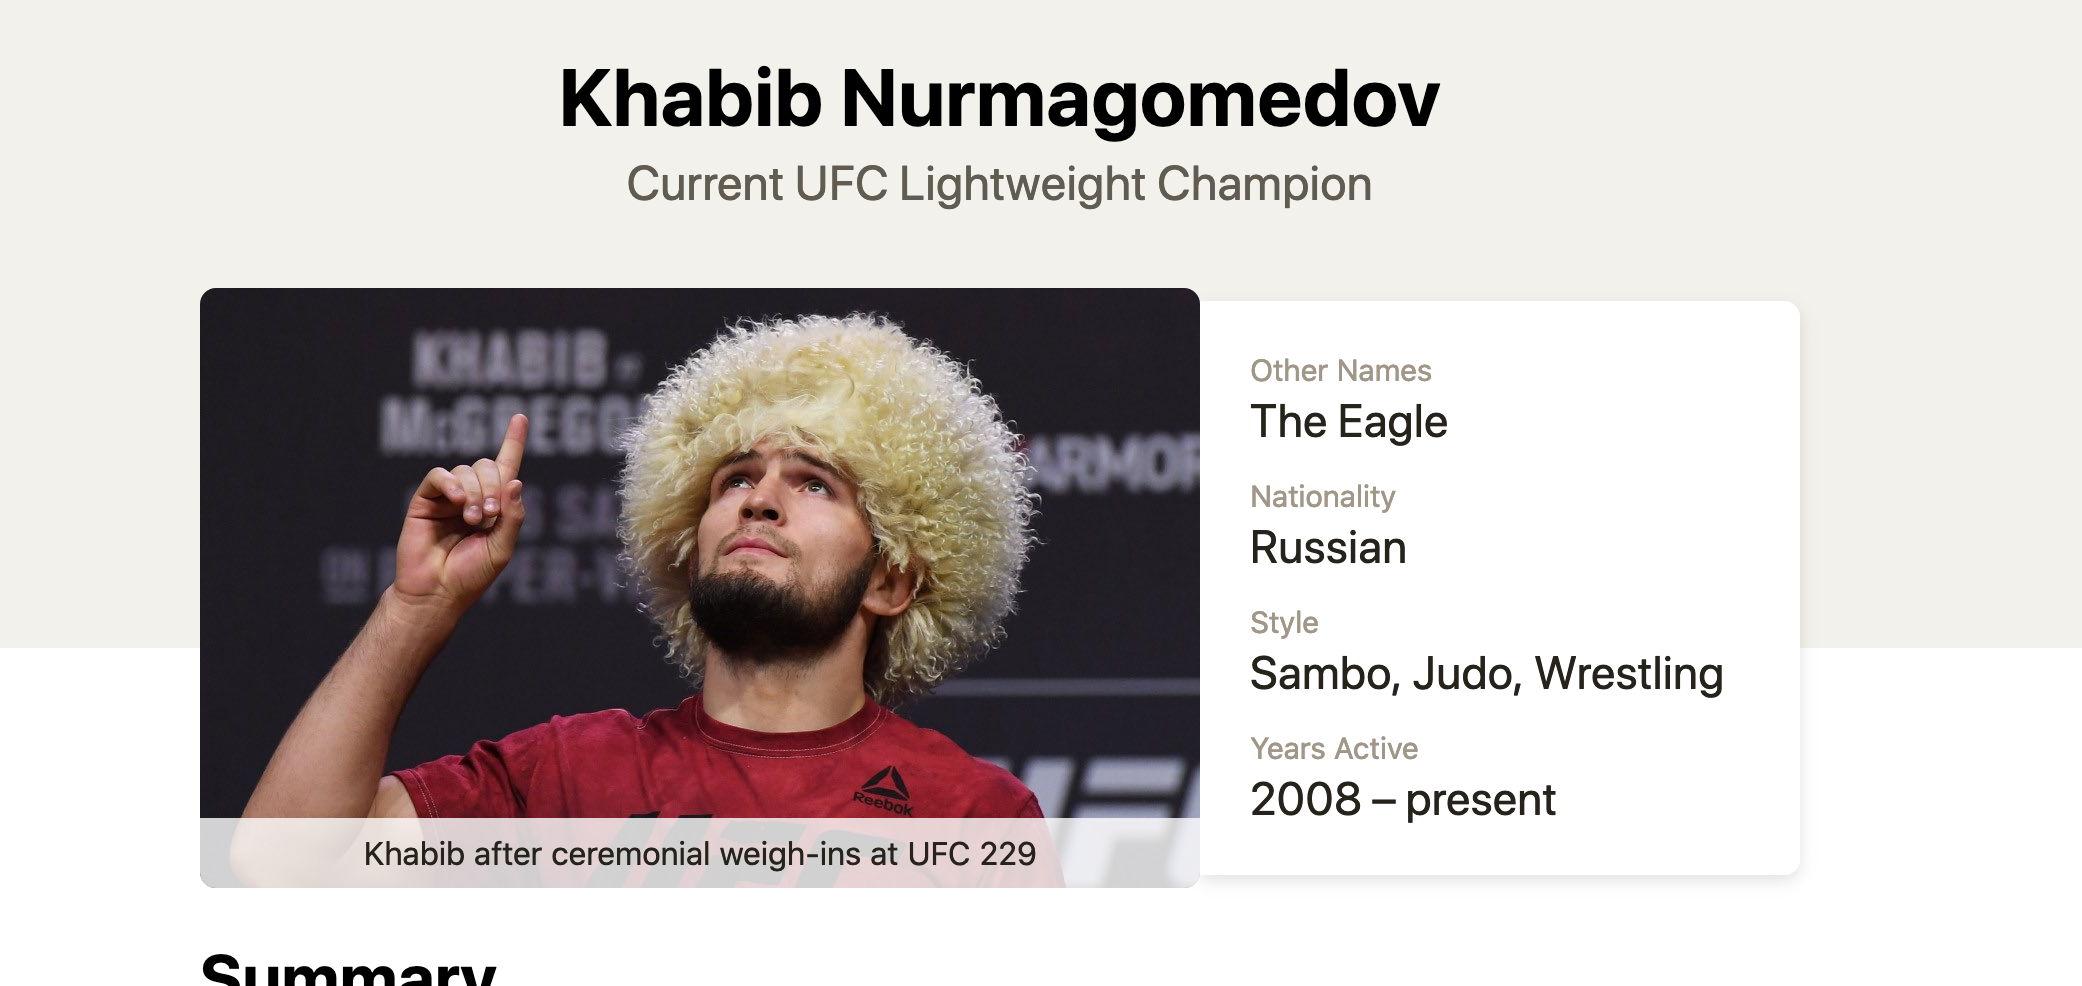 Khabib Nurmagomedov
Current UFC Lightweight Champion
KHABIB
ARMOR
Reebok
UFC
Khabib after ceremonial weigh-ins at UFC 229
Other Names
The Eagle
Nationality
Russian
Style
Sambo, Judo, Wrestling
Years Active
2008 – present
Summary